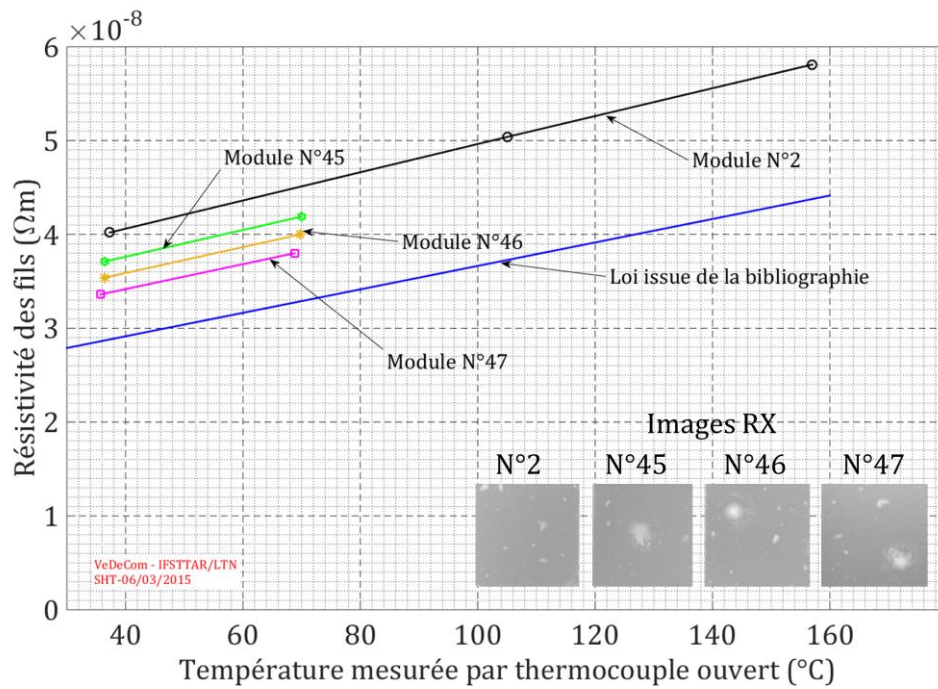 ×10⁻⁸
6
5
4
3
2
1
0
Résistivité des fils (Ωm)
Module N°45
Module N°2
Module N°46
Loi issue de la bibliographie
Module N°47
Images RX
N°2 N°45 N°46 N°47
VeDeCom - IFSTTAR/LTN
SHT-06/03/2015
40 60 80 100 120 140 160
Température mesurée par thermocouple ouvert (°C)